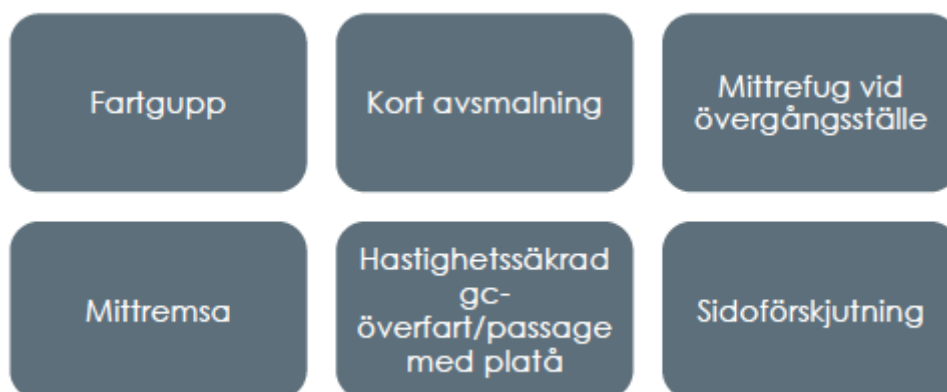 Fartgupp
Kort avsmalning
Mittrefug vid
övergångsställe
Mittremsa
Hastighetssäkrad
gc-
överfart/passage
med platå
Sidoförskjutning